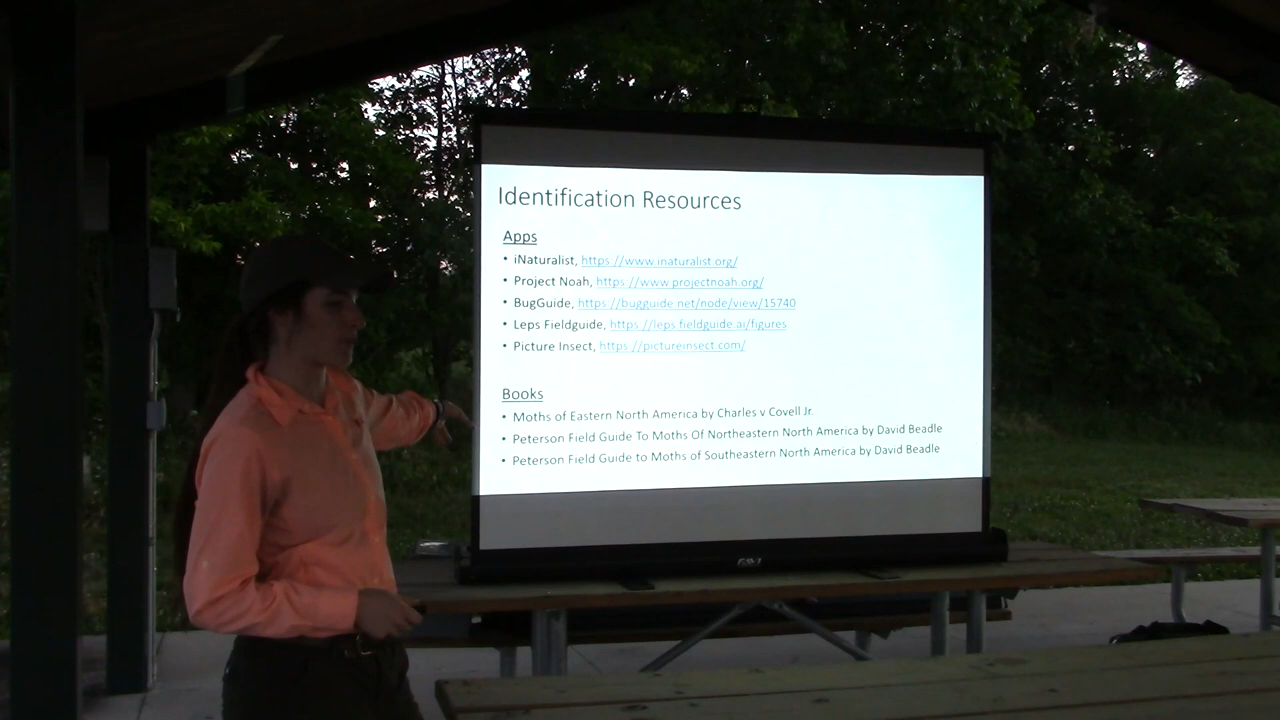 Identification Resources
Apps
• iNaturalist, https://www.inaturalist.org/
• Project Noah, https://www.projectnoah.org/
• BugGuide, https://bugguide.net/node/view/15740
• Leps Fieldguide, https://leps.fieldguide.ai/figures
• Picture Insect, https://pictureinsect.com/
Books
• Moths of Eastern North America by Charles v Covell Jr.
• Peterson Field Guide To Moths Of Northeastern North America by David Beadle
• Peterson Field Guide to Moths of Southeastern North America by David Beadle